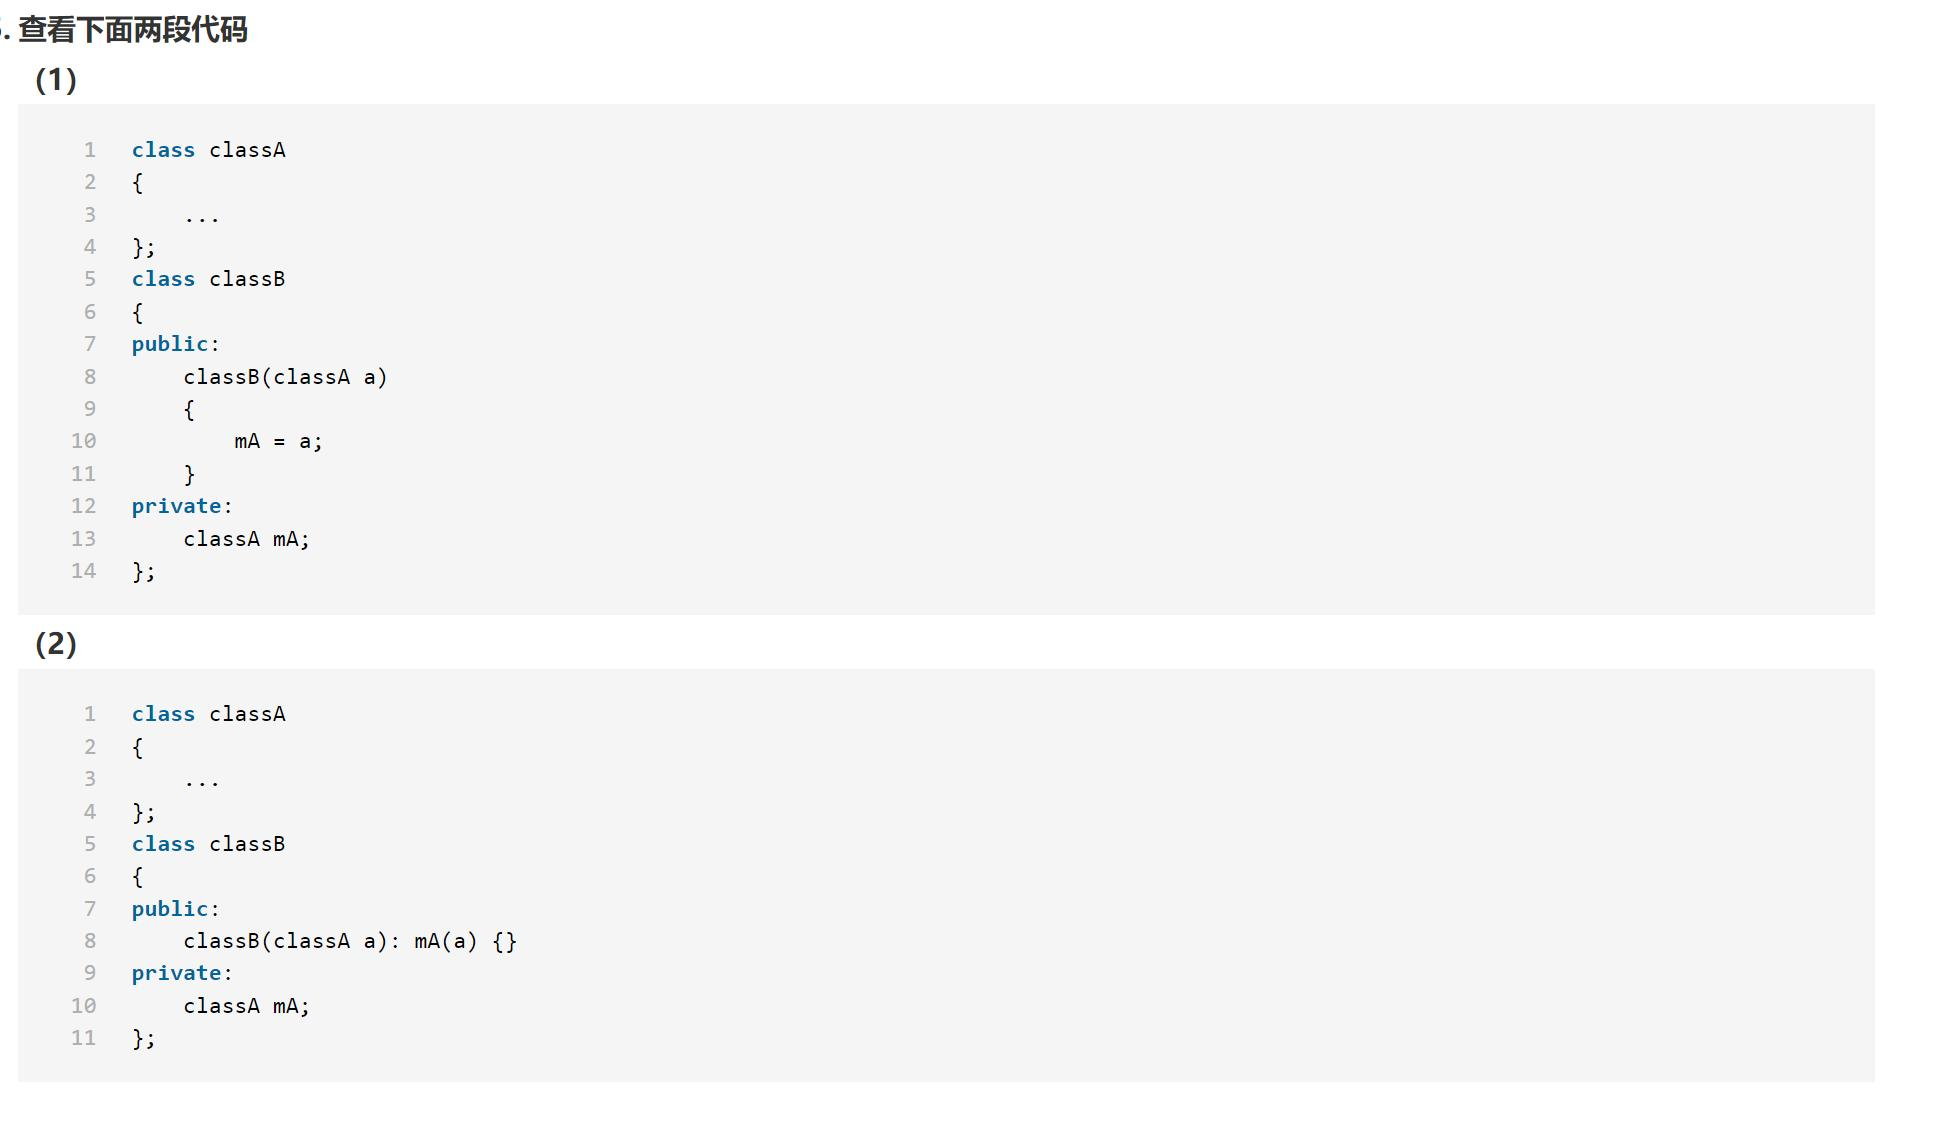 . 查看下面两段代码
(1)
1 class classA
2 {
3     ...
4 };
5 class classB
6 {
7 public:
8     classB(classA a)
9     {
10         mA = a;
11     }
12 private:
13     classA mA;
14 };
(2)
1 class classA
2 {
3     ...
4 };
5 class classB
6 {
7 public:
8     classB(classA a): mA(a) {}
9 private:
10     classA mA;
11 };